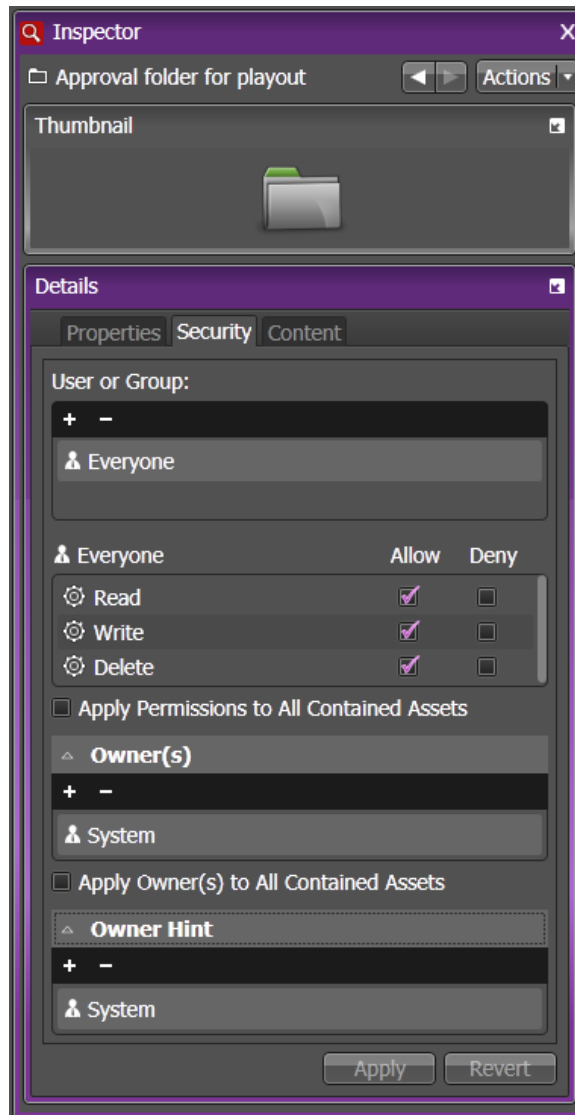 Inspector X
Approval folder for playout Actions
Thumbnail
Details
Properties Security Content
User or Group:
+ −
Everyone
Everyone Allow Deny
Read
Write
Delete
Apply Permissions to All Contained Assets
Owner(s)
+ −
System
Apply Owner(s) to All Contained Assets
Owner Hint
+ −
System
Apply Revert